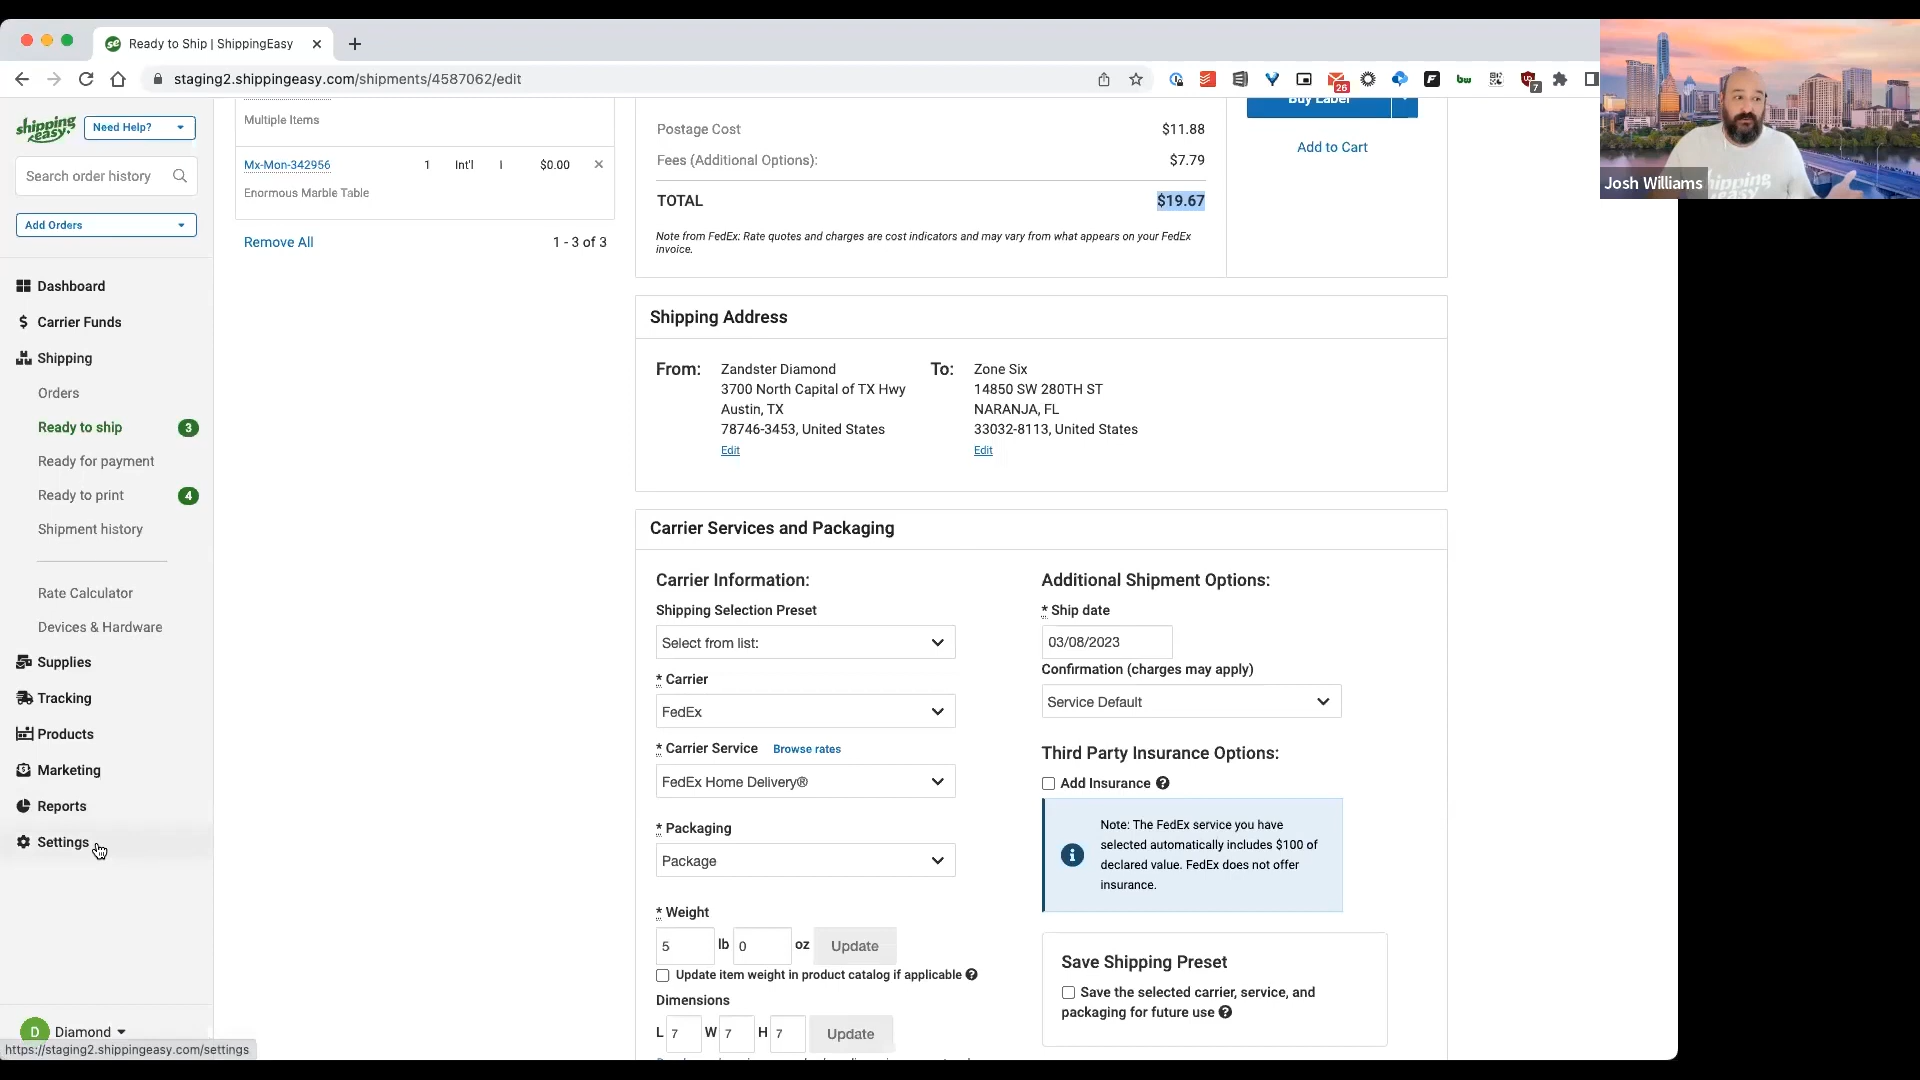 Ready to Ship | ShippingEasy
staging2.shippingeasy.com/shipments/4587062/edit
26
7
shipping
easy
Need Help?
Search order history
Add Orders
Dashboard
Carrier Funds
Shipping
Orders
Ready to ship 3
Ready for payment
Ready to print 4
Shipment history
Rate Calculator
Devices & Hardware
Supplies
Tracking
Products
Marketing
Reports
Settings
D Diamond
https://staging2.shippingeasy.com/settings
Multiple Items
Mx-Mon-342956 1 Int'l I $0.00
Enormous Marble Table
Remove All 1 - 3 of 3
Postage Cost $11.88
Fees (Additional Options): $7.79
TOTAL $19.67
Note from FedEx: Rate quotes and charges are cost indicators and may vary from what appears on your FedEx
invoice.
Buy Label
Add to Cart
Shipping Address
From: Zandster Diamond
3700 North Capital of TX Hwy
Austin, TX
78746-3453, United States
Edit
To: Zone Six
14850 SW 280TH ST
NARANJA, FL
33032-8113, United States
Edit
Carrier Services and Packaging
Carrier Information:
Shipping Selection Preset
Select from list:
* Carrier
FedEx
* Carrier Service Browse rates
FedEx Home Delivery®
* Packaging
Package
* Weight
5 lb 0 oz Update
Update item weight in product catalog if applicable
Dimensions
L 7 W 7 H 7 Update
Additional Shipment Options:
* Ship date
03/08/2023
Confirmation (charges may apply)
Service Default
Third Party Insurance Options:
Add Insurance
Note: The FedEx service you have
selected automatically includes $100 of
declared value. FedEx does not offer
insurance.
Save Shipping Preset
Save the selected carrier, service, and
packaging for future use
Josh Williams